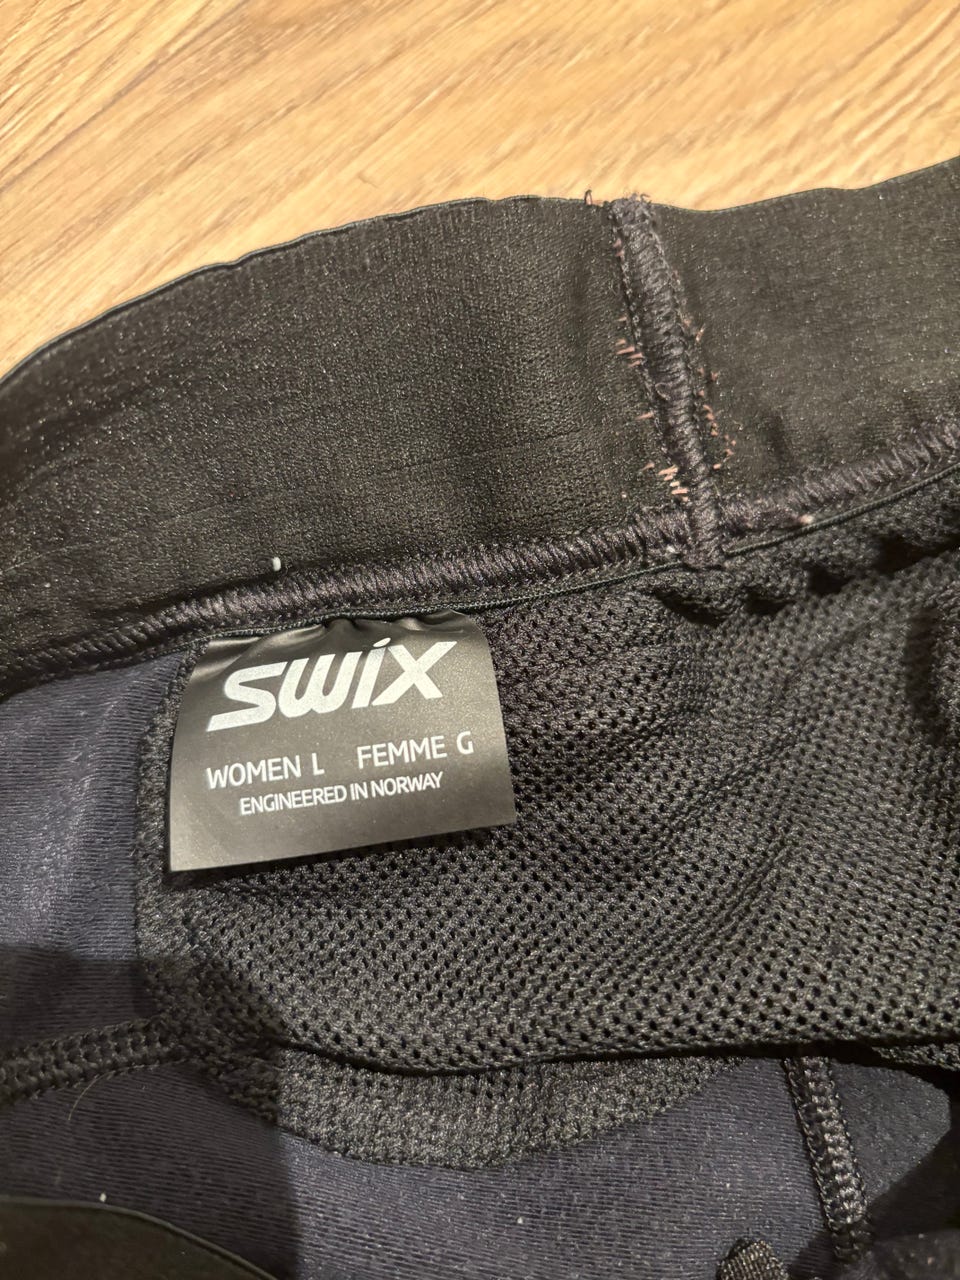 swix
WOMEN L FEMME G
ENGINEERED IN NORWAY